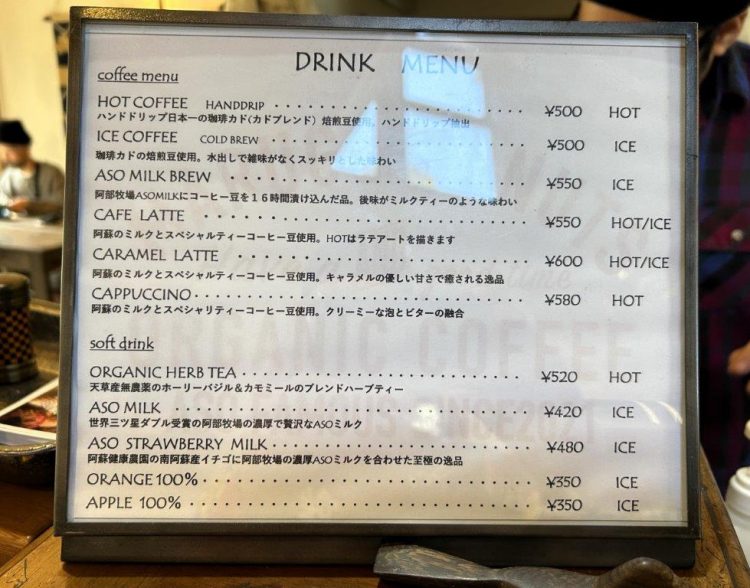 DRINK MENU
coffee menu
HOT COFFEE HANDDRIP ¥500 HOT
ハンドドリップ日本一の珈琲カド(カドブレンド) 焙煎豆使用。ハンドドリップ抽出
ICE COFFEE COLD BREW ¥500 ICE
珈琲カドの焙煎豆使用。水出しで雑味がなくスッキリとした味わい
ASO MILK BREW ¥550 ICE
阿部牧場ASOMILKにコーヒー豆を16時間漬け込んだ品。後味がミルクティーのような味わい
CAFE LATTE ¥550 HOT/ICE
阿蘇のミルクとスペシャルティーコーヒー豆使用。HOTはラテアートを描きます
CARAMEL LATTE ¥600 HOT/ICE
阿蘇のミルクとスペシャルティーコーヒー豆使用。キャラメルの優しい甘さで癒される逸品
CAPPUCCINO ¥580 HOT
阿蘇のミルクとスペシャリティーコーヒー豆使用。クリーミーな泡とビターの融合
soft drink
ORGANIC HERB TEA ¥520 HOT
天草産無農薬のホーリーバジル&カモミールのブレンドハーブティー
ASO MILK ¥420 ICE
世界三ツ星ダブル受賞の阿部牧場の濃厚で贅沢なASOミルク
ASO STRAWBERRY MILK ¥480 ICE
阿蘇健康農園の南阿蘇産イチゴに阿部牧場の濃厚ASOミルクを合わせた至極の逸品
ORANGE 100% ¥350 ICE
APPLE 100% ¥350 ICE
ORGANIC COFFEE